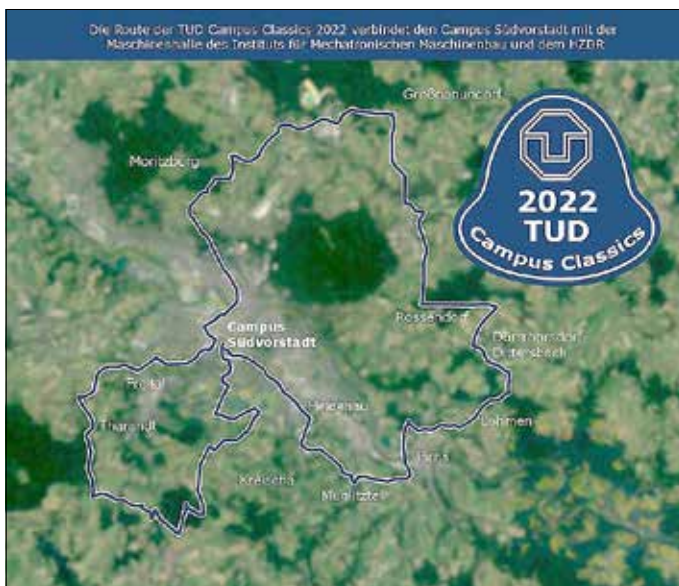 Die Route der TUD Campus Classics 2022 verbindet den Campus Südvorstadt mit der
Maschinenhalle des Instituts für Mechatronischen Maschinenbau und dem HZDR
Großnaundorf
Moritzburg
2022
TUD
Campus Classics
Rossendorf
Campus
Südvorstadt
Dürrröhrsdorf-
Dittersbach
Freital
Heidenau
Tharandt
Lohmen
Pirna
Kreischa
Müglitztal